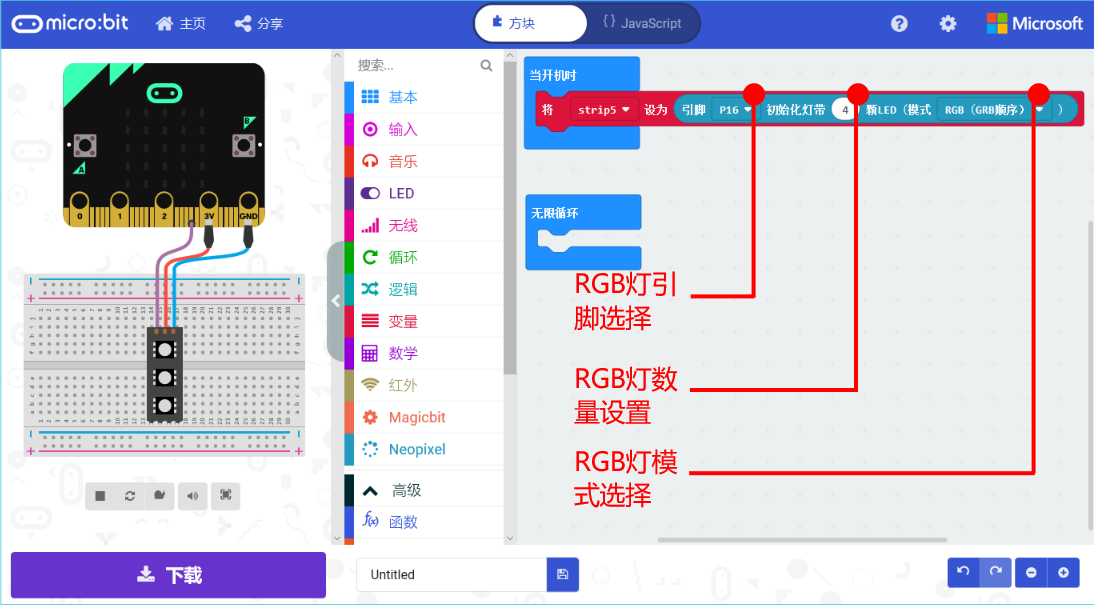 micro:bit
主页
分享
方块
{} JavaScript
Microsoft
A
B
0 1 2 3V GND
搜索...
基本
输入
音乐
LED
无线
循环
逻辑
变量
数学
红外
Magicbit
Neopixel
高级
f(x) 函数
当开机时
将 strip5 设为 引脚 P16 初始化灯带 4 颗LED（模式 RGB（GRB顺序） ）
无限循环
RGB灯引
脚选择
RGB灯数
量设置
RGB灯模
式选择
下载
Untitled